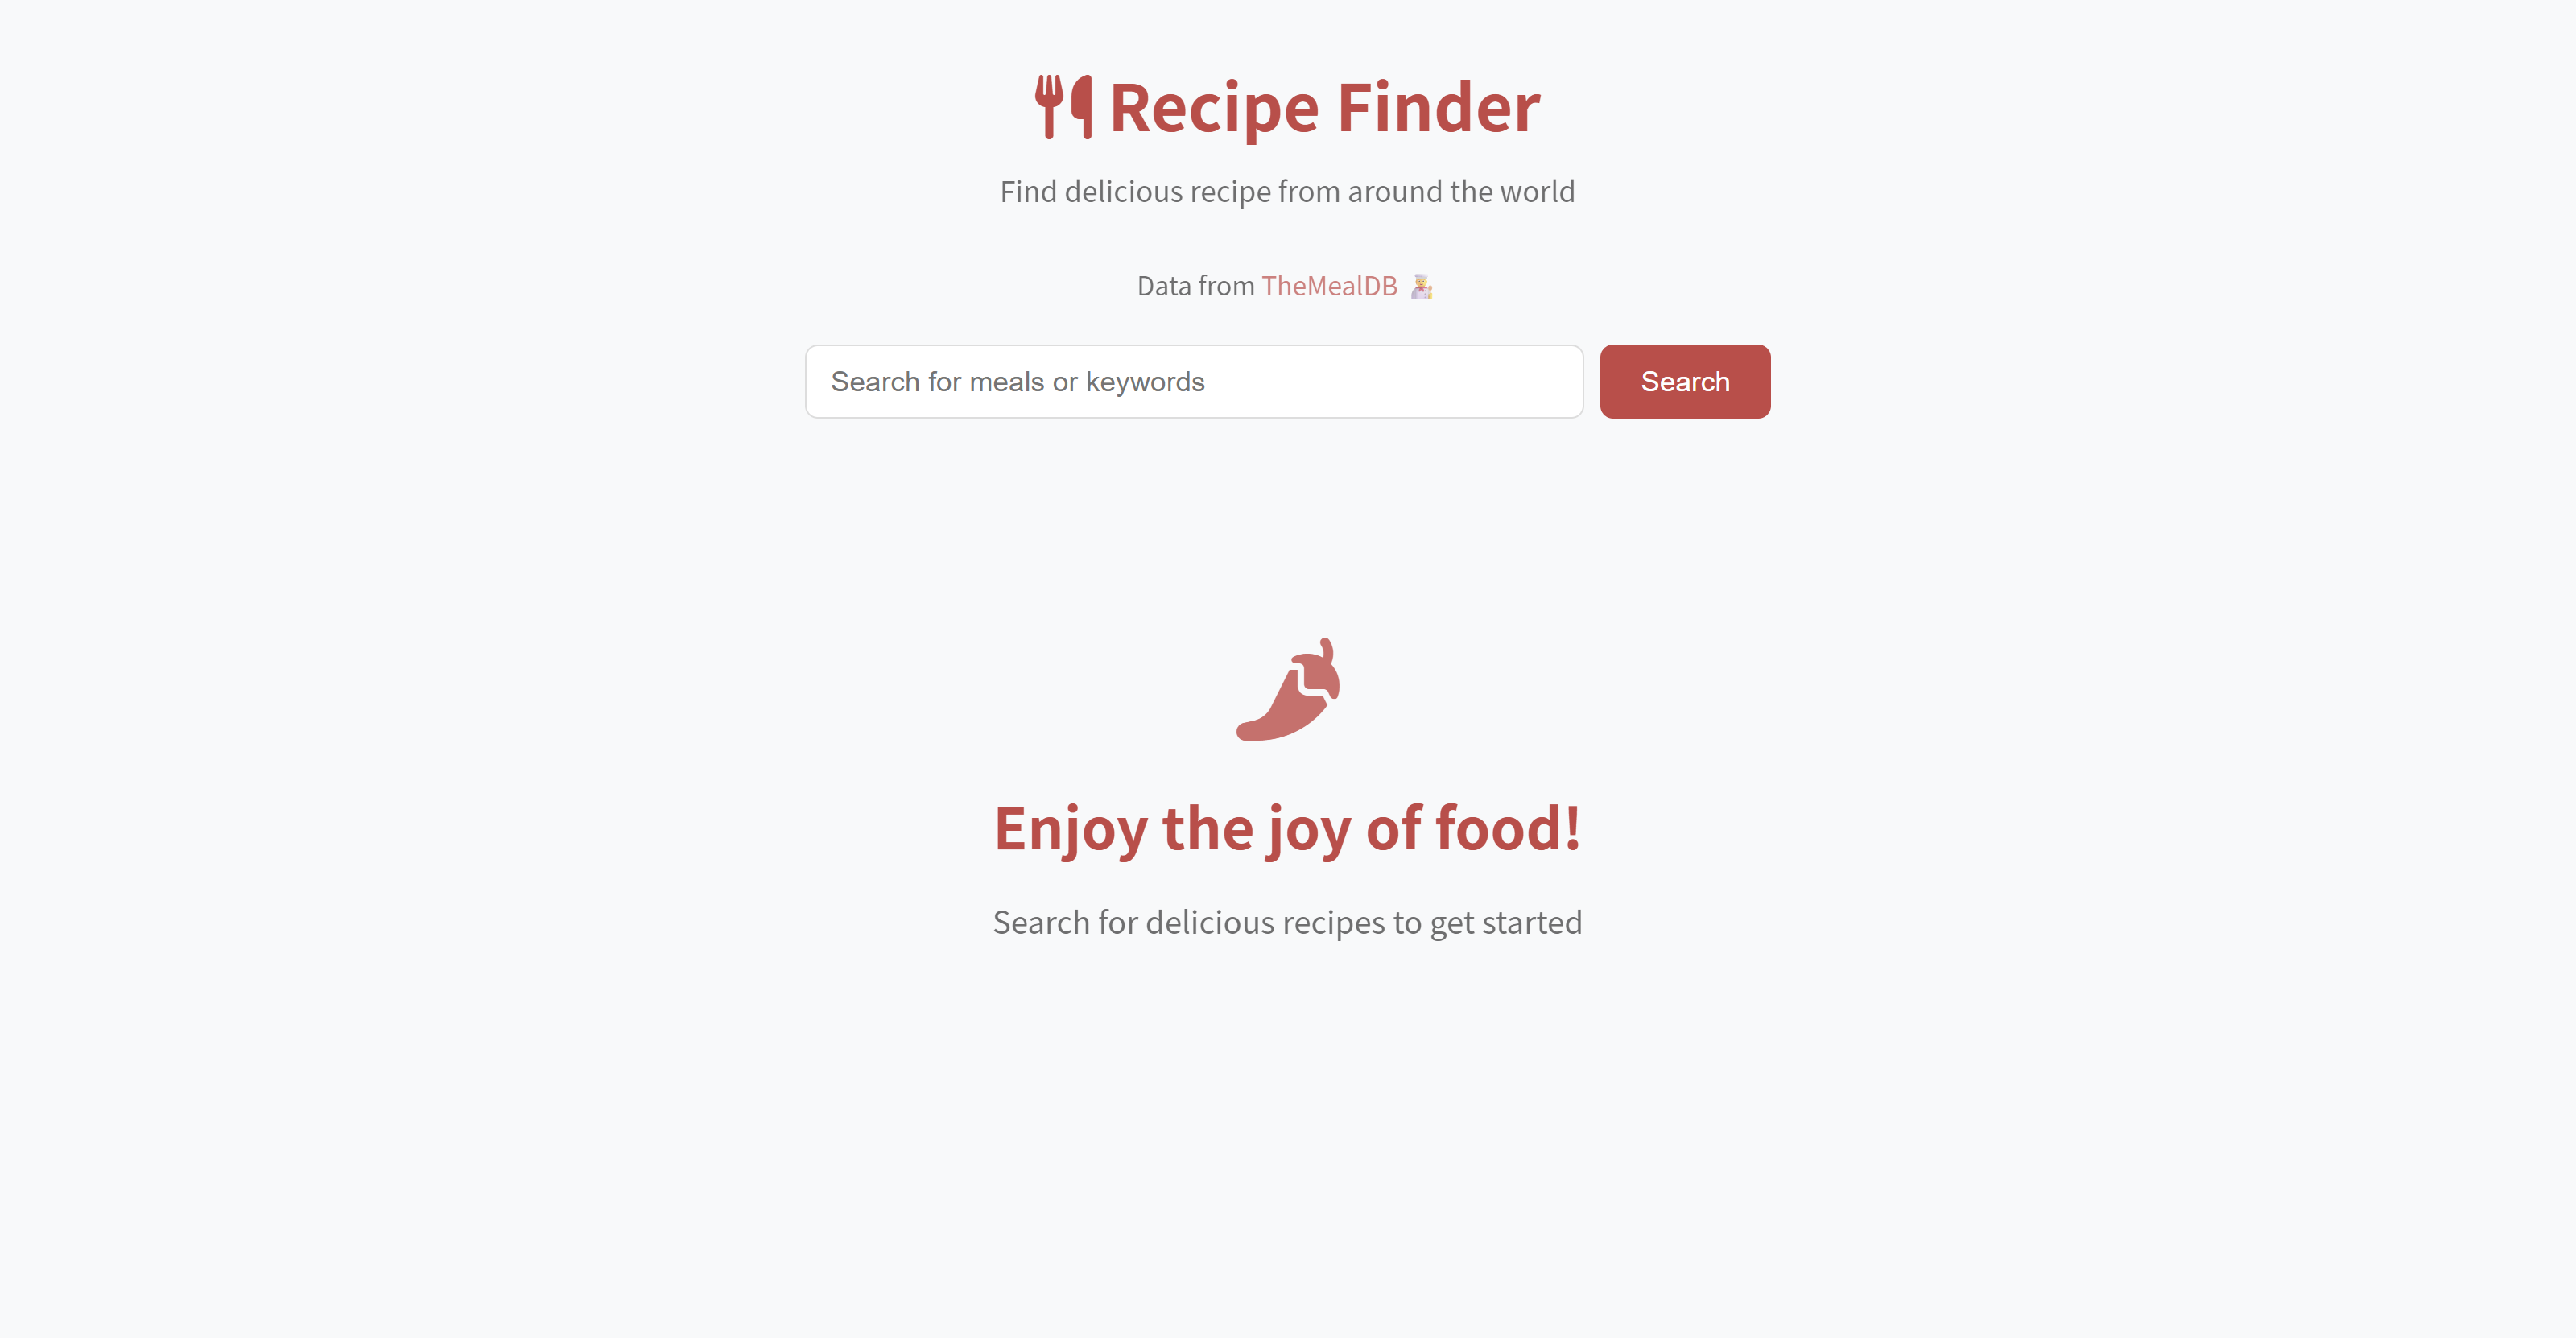 Recipe Finder
Find delicious recipe from around the world
Data from TheMealDB
Search for meals or keywords
Search
Enjoy the joy of food!
Search for delicious recipes to get started